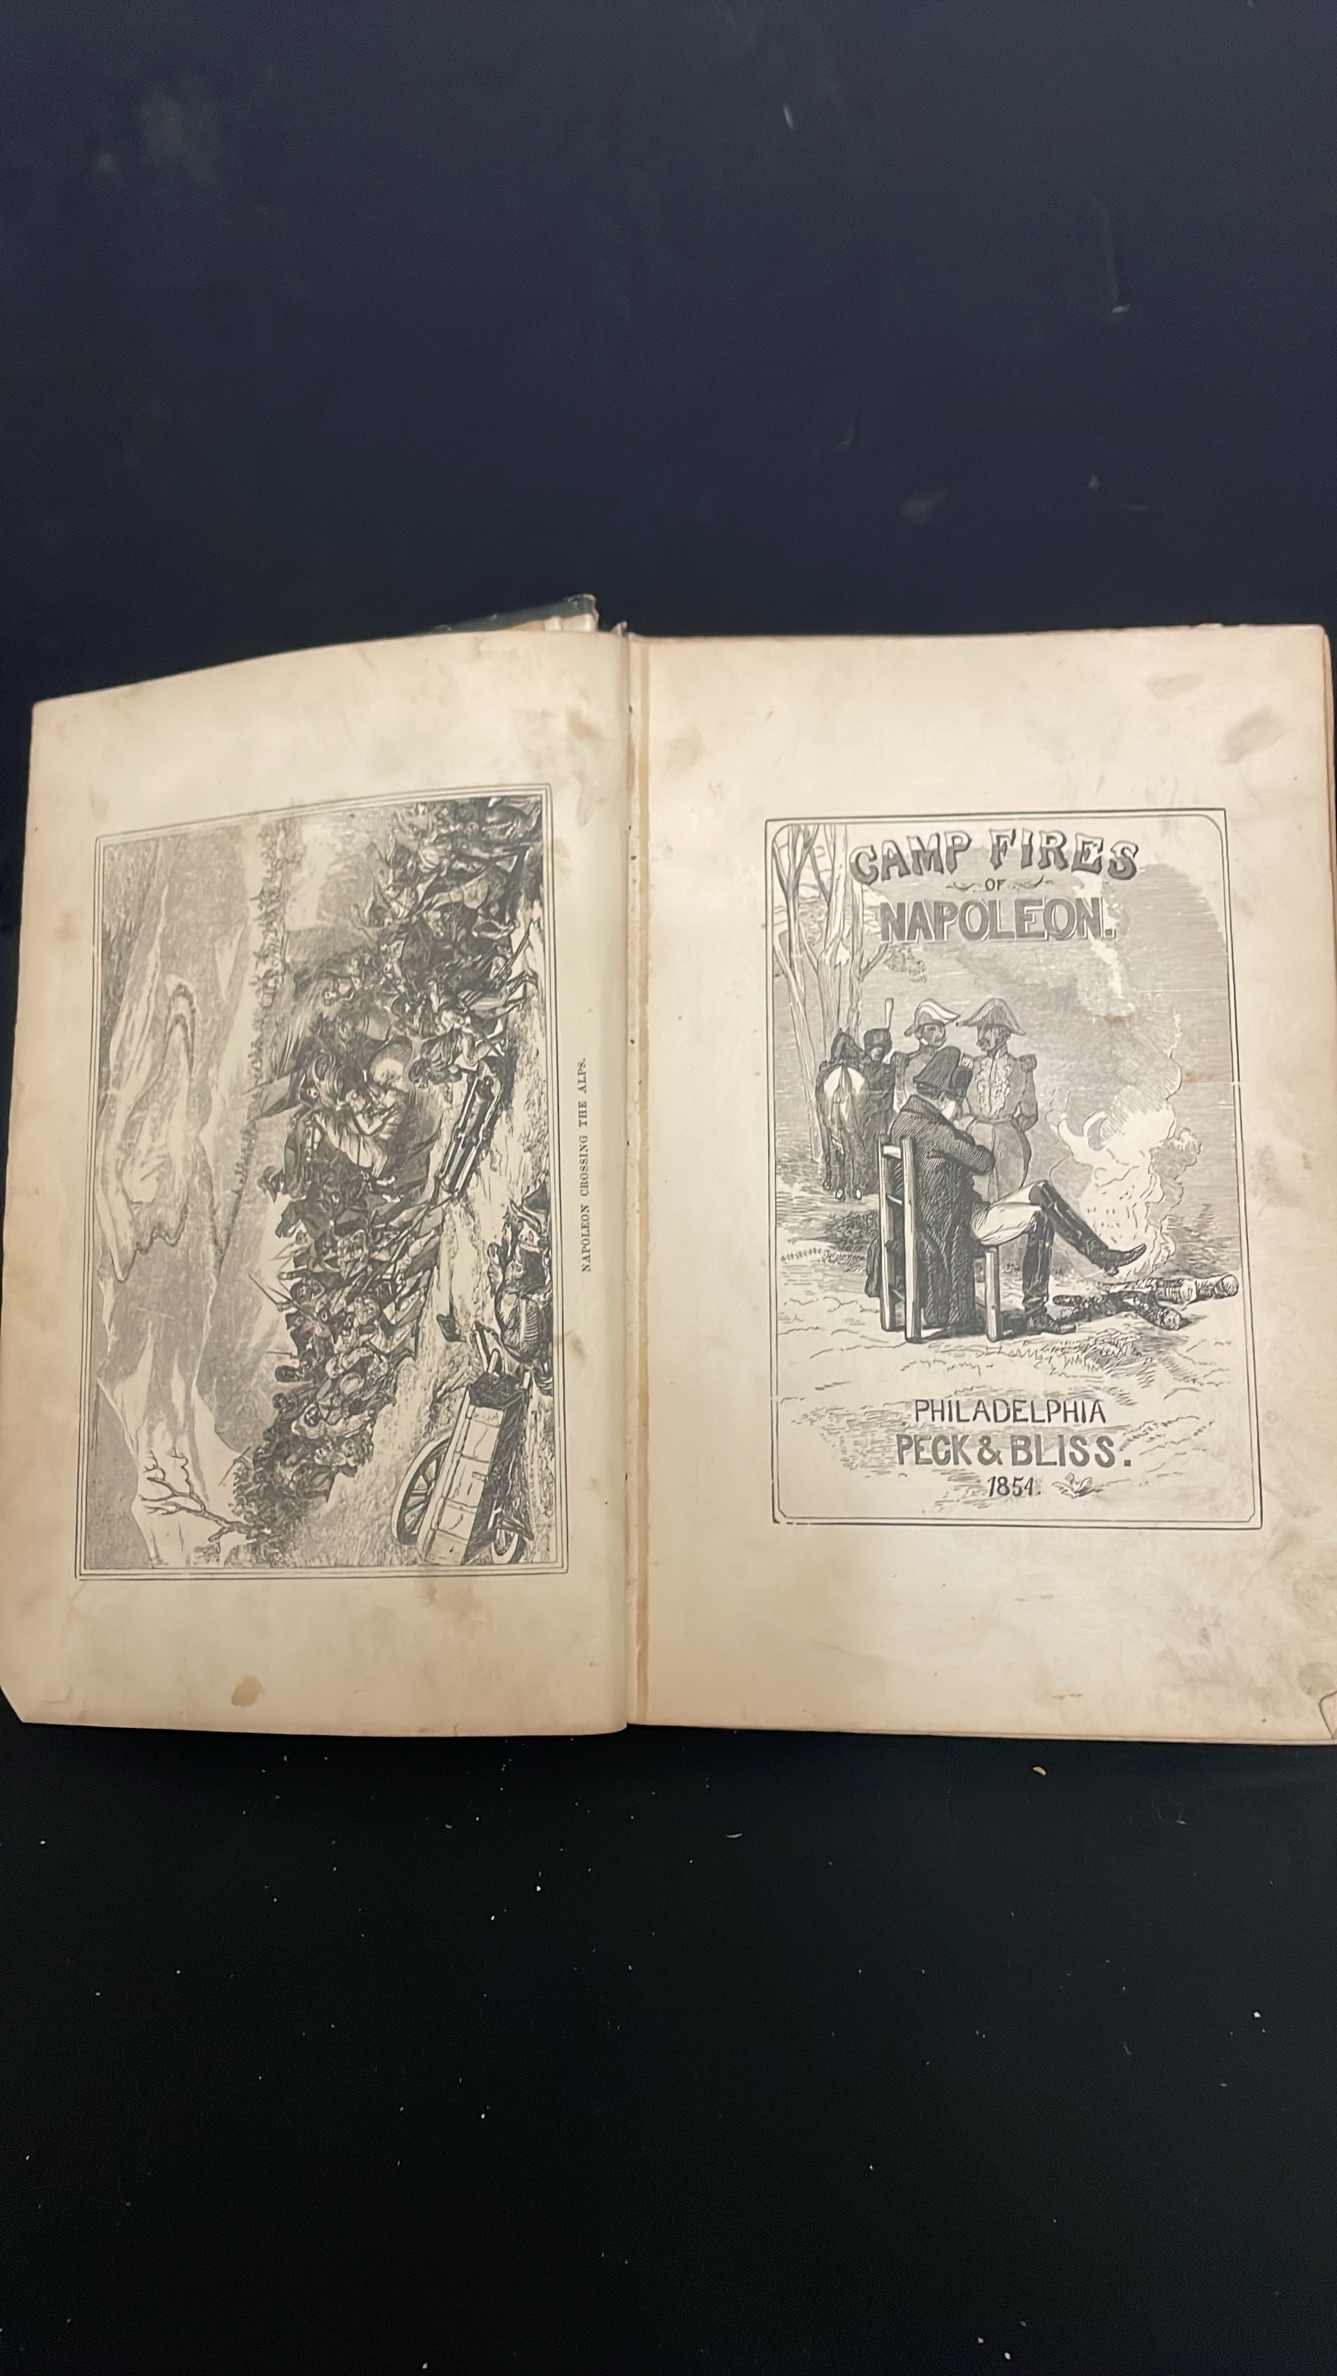 NAPOLEON CROSSING THE ALPS.
CAMP FIRES
OF
NAPOLEON.
PHILADELPHIA
PECK & BLISS.
1854.